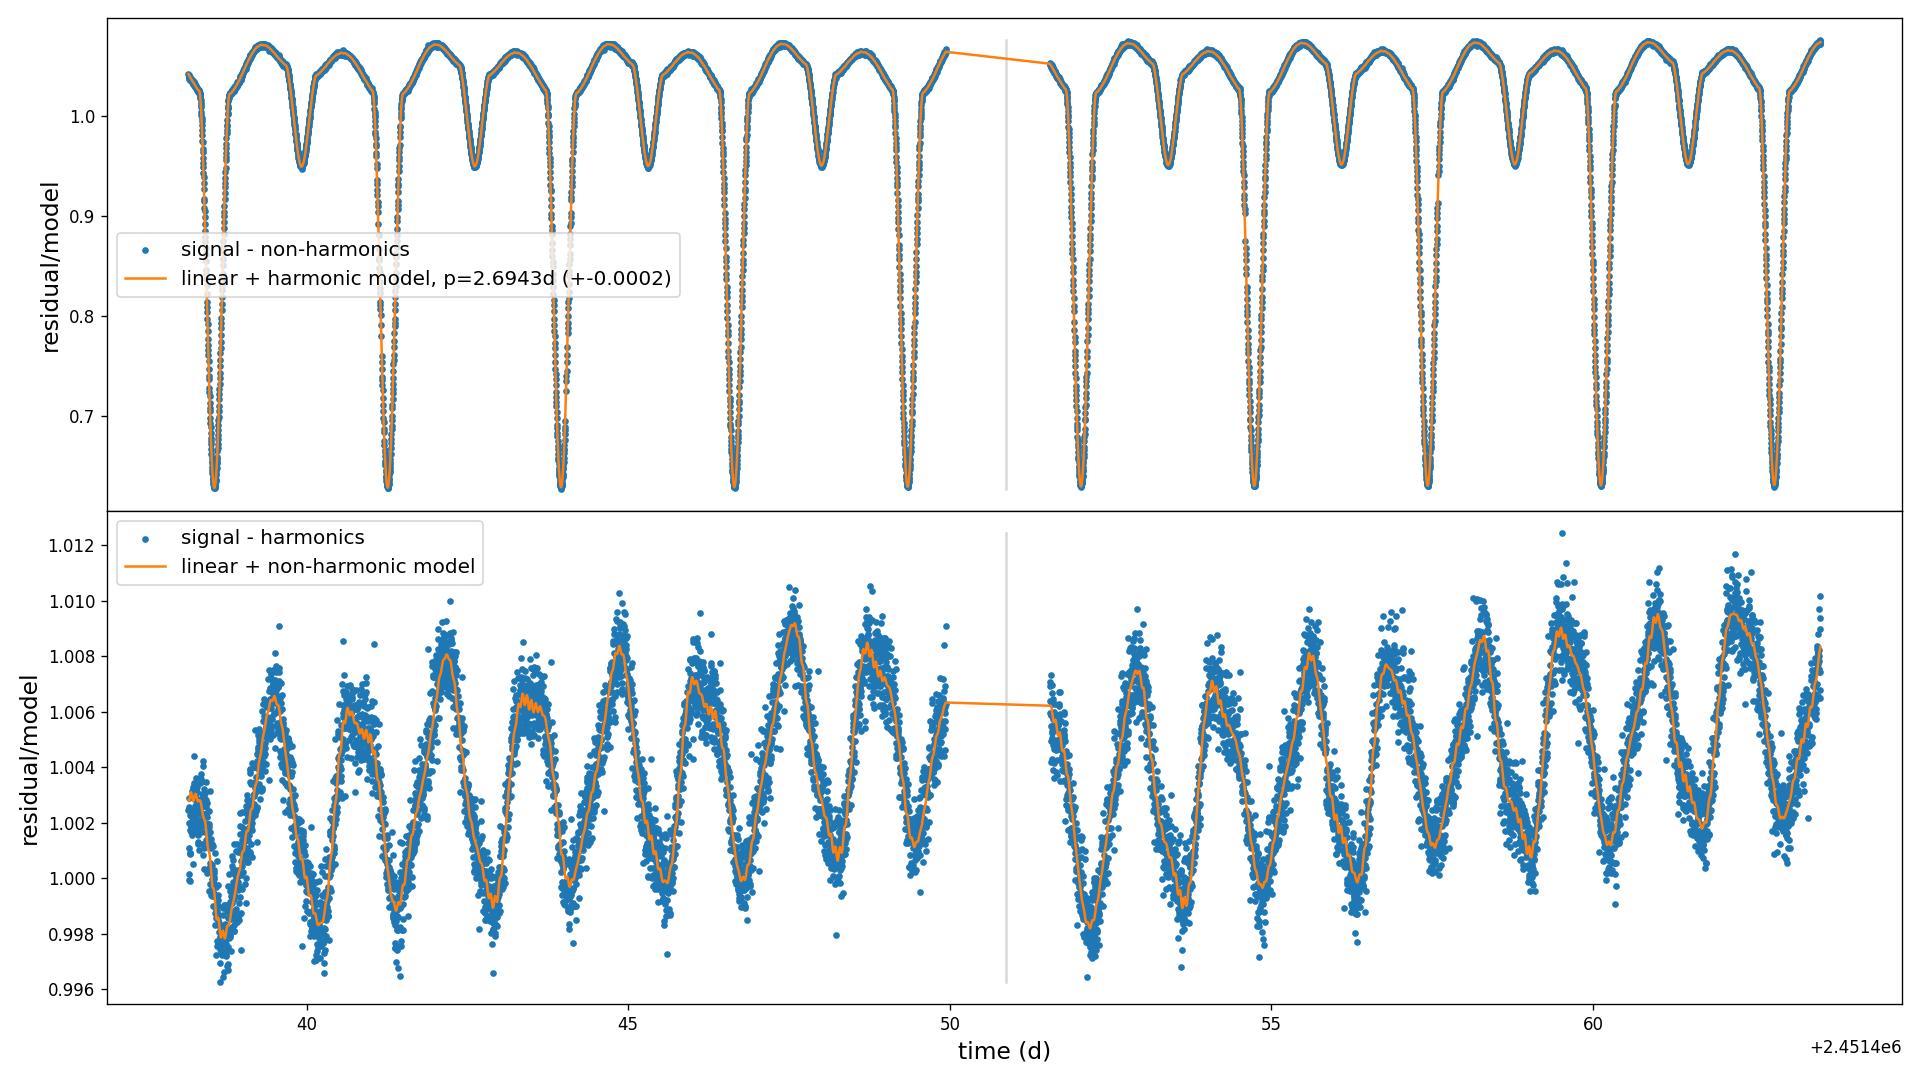 1.0
0.9
0.8
0.7
residual/model
signal - non-harmonics
linear + harmonic model, p=2.6943d (+-0.0002)
1.012
1.010
1.008
1.006
1.004
1.002
1.000
0.998
0.996
residual/model
signal - harmonics
linear + non-harmonic model
40
45
50
55
60
time (d)
+2.4514e6